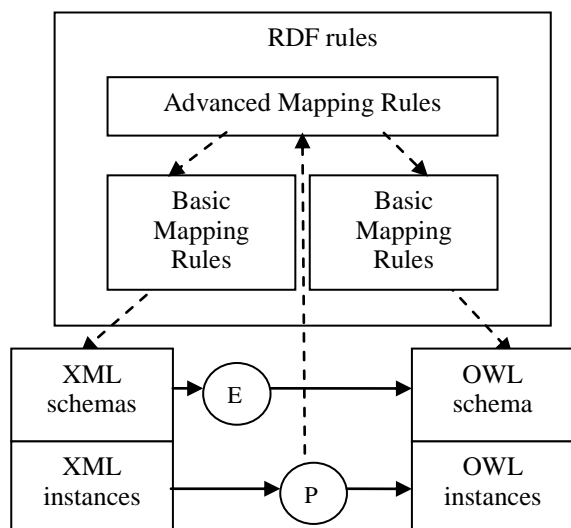 RDF rules
Advanced Mapping Rules
Basic
Mapping
Rules
Basic
Mapping
Rules
XML
schemas
E
OWL
schema
XML
instances
P
OWL
instances